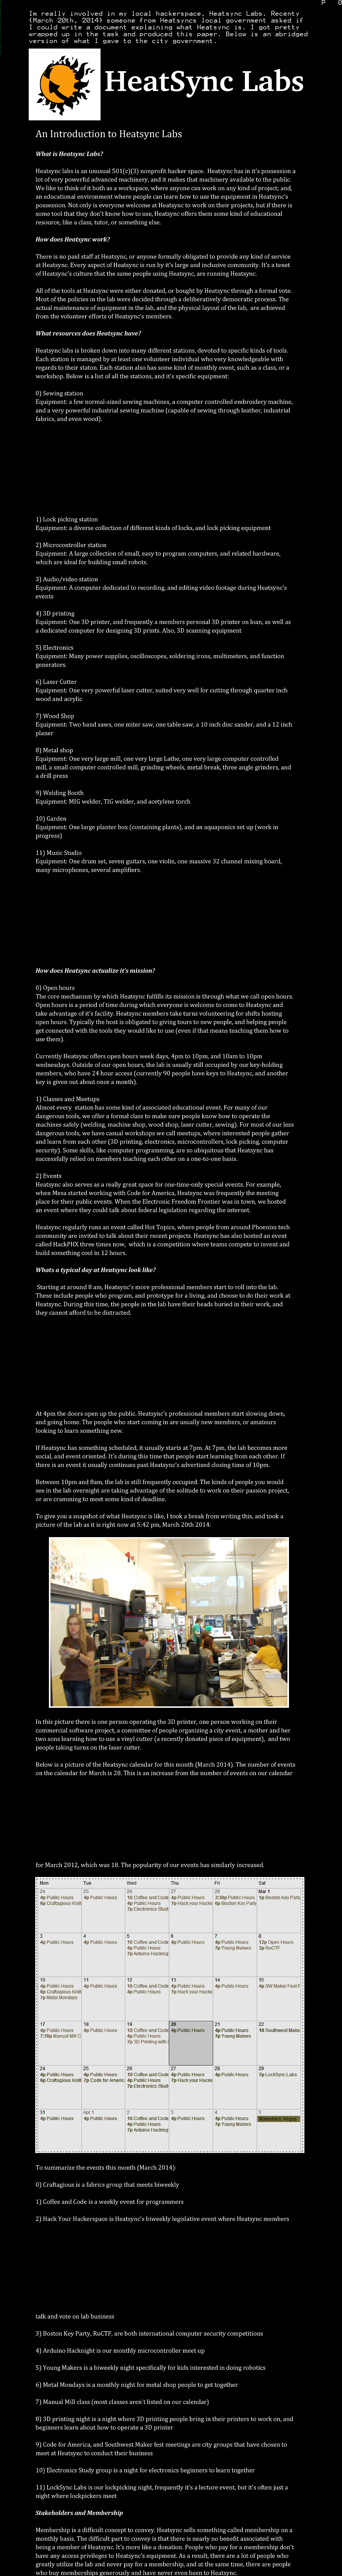 P 0
Im really involved in my local hackerspace, Heatsync Labs. Recenty
(March 20th, 2014) someone from Heatsyncs local government asked if
I could write a document explaining what Heatsync is. I got pretty
wrapped up in the task and produced this paper. Below is an abridged
version of what I gave to the city government.
HeatSync Labs
An Introduction to Heatsync Labs
What is Heatsync Labs?
Heatsync labs is an unusual 501(c)(3) nonprofit hacker space. Heatsync has in it's possession a
lot of very powerful advanced machinery, and it makes that machinery available to the public.
We like to think of it both as a workspace, where anyone can work on any kind of project; and,
an educational environment where people can learn how to use the equipment in Heatsync's
possession. Not only is everyone welcome at Heatsync to work on their projects, but if there is
some tool that they don't know how to use, Heatsync offers them some kind of educational
resource, like a class, tutor, or something else.
How does Heatsync work?
There is no paid staff at Heatsync, or anyone formally obligated to provide any kind of service
at Heatsync. Every aspect of Heatsync is run by it's large and inclusive community. It's a tenet
of Heatsync's culture that the same people using Heatsync, are running Heatsync.
All of the tools at Heatsync were either donated, or bought by Heatsync through a formal vote.
Most of the policies in the lab were decided through a deliberatively democratic process. The
actual maintenance of equipment in the lab, and the physical layout of the lab, are achieved
from the volunteer efforts of Heatsync's members.
What resources does Heatsync have?
Heatsync labs is broken down into many different stations, devoted to specific kinds of tools.
Each station is managed by at least one volunteer individual who very knowledgeable with
regards to their staton. Each station also has some kind of monthly event, such as a class, or a
workshop. Below is a list of all the stations, and it's specific equipment:
0) Sewing station
Equipment: a few normal-sized sewing machines, a computer controlled embroidery machine,
and a very powerful industrial sewing machine (capable of sewing through leather, industrial
fabrics, and even wood).
1) Lock picking station
Equipment: a diverse collection of different kinds of locks, and lock picking equipment
2) Microcontroller station
Equipment: A large collection of small, easy to program computers, and related hardware,
which are ideal for building small robots.
3) Audio/video station
Equipment: A computer dedicated to recording, and editing video footage during Heatsync's
events
4) 3D printing
Equipment: One 3D printer, and frequently a members personal 3D printer on loan, as well as
a dedicated computer for designing 3D prints. Also, 3D scanning equipment
5) Electronics
Equipment: Many power supplies, oscilloscopes, soldering irons, multimeters, and function
generators.
6) Laser Cutter
Equipment: One very powerful laser cutter, suited very well for cutting through quarter inch
wood and acrylic
7) Wood Shop
Equipment: Two band saws, one miter saw, one table saw, a 10 inch disc sander, and a 12 inch
planer
8) Metal shop
Equipment: One very large mill, one very large Lathe, one very large computer controlled
mill, a small computer controlled mill, grinding wheels, metal break, three angle grinders, and
a drill press
9) Welding Booth
Equipment: MIG welder, TIG welder, and acetylene torch
10) Garden
Equipment: One large planter box (containing plants), and an aquaponics set up (work in
progress)
11) Music Studio
Equipment: One drum set, seven guitars, one violin, one massive 32 channel mixing board,
many microphones, several amplifiers.
How does Heatsync actualize it's mission?
0) Open hours
The core mechanism by which Heatsync fulfills its mission is through what we call open hours.
Open hours is a period of time during which everyone is welcome to come to Heatsync and
take advantage of it's facility. Heatsync members take turns volunteering for shifts hosting
open hours. Typically the host is obligated to giving tours to new people, and helping people
get connected with the tools they would like to use (even if that means teaching them how to
use them).
Currently Heatsync offers open hours week days, 4pm to 10pm, and 10am to 10pm
wednesdays. Outside of our open hours, the lab is usually still occupied by our key-holding
members, who have 24 hour access (currently 90 people have keys to Heatsync, and another
key is given out about once a month).
1) Classes and Meetups
Almost every station has some kind of associated educational event. For many of our
dangerous tools, we offer a formal class to make sure people know how to operate the
machines safely (welding, machine shop, wood shop, laser cutter, sewing). For most of our less
dangerous tools, we have casual workshops we call meetups, where interested people gather
and learn from each other (3D printing, electronics, microcontrollers, lock picking, computer
security). Some skills, like computer programming, are so ubiquitous that Heatsync has
successfully relied on members teaching each other on a one-to-one basis.
2) Events
Heatsync also serves as a really great space for one-time-only special events. For example,
when Mesa started working with Code for America, Heatsync was frequently the meeting
place for their public events. When the Electronic Freedom Frontier was in town, we hosted
an event where they could talk about federal legislation regarding the internet.
Heatsync regularly runs an event called Hot Topics, where people from around Phoenixs tech
community are invited to talk about their recent projects. Heatsync has also hosted an event
called HackPHX three times now, which is a competition where teams compete to invent and
build something cool in 12 hours.
Whats a typical day at Heatsync look like?
Starting at around 8 am, Heatsync's more professional members start to roll into the lab.
These include people who program, and prototype for a living, and choose to do their work at
Heatsync. During this time, the people in the lab have their heads buried in their work, and
they cannot afford to be distracted.
At 4pm the doors open up the public. Heatsync's professional members start slowing down,
and going home. The people who start coming in are usually new members, or amateurs
looking to learn something new.
If Heatsync has something scheduled, it usually starts at 7pm. At 7pm, the lab becomes more
social, and event oriented. It's during this time that people start learning from each other. If
there is an event it usually continues past Heatsync's advertised closing time of 10pm.
Between 10pm and 8am, the lab is still frequently occupied. The kinds of people you would
see in the lab overnight are taking advantage of the solitude to work on their passion project,
or are cramming to meet some kind of deadline.
To give you a snapshot of what Heatsync is like, I took a break from writing this, and took a
picture of the lab as it is right now at 5:42 pm, March 20th 2014:
In this picture there is one person operating the 3D printer, one person working on their
commercial software project, a committee of people organizing a city event, a mother and her
two sons learning how to use a vinyl cutter (a recently donated piece of equipment), and two
people taking turns on the laser cutter.
Below is a picture of the Heatsync calendar for this month (March 2014). The number of events
on the calendar for March is 28. This is an increase from the number of events on our calendar
for March 2012, which was 18. The popularity of our events has similarly increased.
Mon Tue Wed Thu Fri Sat
24 25 26 27 28 Mar 1
4p Public Hours 4p Public Hours 10 Coffee and Code 4p Public Hours 3:30p Public Hours 1p Boston Key Party
6p Craftagious Knitt 4p Public Hours 7p Hack your Hacke 6p Boston Key Party
7p Electronics Studi
3 4 5 6 7 8
4p Public Hours 4p Public Hours 10 Coffee and Code 4p Public Hours 4p Public Hours 13p Open Hours
4p Public Hours 7p Young Makers 2p RuCTF
7p Arduino Hacknig
10 11 12 13 14 15
4p Public Hours 4p Public Hours 10 Coffee and Code 4p Public Hours 4p Public Hours 4p SW Maker Fest F
6p Craftagious Knitt 4p Public Hours 7p Hack your Hacke
7p Metal Mondays
17 18 19 20 21 22
4p Public Hours 4p Public Hours 10 Coffee and Code 4p Public Hours 4p Public Hours 10 Southwest Make
7:30p Manual Mill C 4p Public Hours 7p Young Makers
7p 3D Printing with
24 25 26 27 28 29
4p Public Hours 4p Public Hours 10 Coffee and Code 4p Public Hours 4p Public Hours 7p LockSync Labs
6p Craftagious Knitt 7p Code for Americ 4p Public Hours 7p Hack your Hacke
7p Electronics Studi
31 Apr 1 2 3 4 5
4p Public Hours 4p Public Hours 10 Coffee and Code 4p Public Hours 4p Public Hours
4p Public Hours 7p Young Makers
7p Arduino Hacknig
To summarize the events this month (March 2014):
0) Craftagious is a fabrics group that meets biweekly
1) Coffee and Code is a weekly event for programmers
2) Hack Your Hackerspace is Heatsync's biweekly legislative event where Heatsync members
talk and vote on lab business
3) Boston Key Party, RuCTF, are both international computer security competitions
4) Arduino Hacknight is our monthly microcontroller meet up
5) Young Makers is a biweekly night specifically for kids interested in doing robotics
6) Metal Mondays is a monthly night for metal shop people to get together
7) Manual Mill class (most classes aren't listed on our calendar)
8) 3D printing night is a night where 3D printing people bring in their printers to work on, and
beginners learn about how to operate a 3D printer
9) Code for America, and Southwest Maker fest meetings are city groups that have chosen to
meet at Heatsync to conduct their business
10) Electronics Study group is a night for electronics beginners to learn together
11) LockSync Labs is our lockpicking night, frequently it's a lecture event, but it's often just a
night where lockpickers meet
Stakeholders and Membership
Membership is a difficult concept to convey. Heatsync sells something called membership on a
monthly basis. The difficult part to convey is that there is nearly no benefit associated with
being a member of Heatsync. It's more like a donation. People who pay for a membership don't
have any access privileges to Heatsync's equipment. As a result, there are a lot of people who
greatly utilize the lab and never pay for a membership, and at the same time, there are people
who buy memberships generously and have never even been to Heatsync.